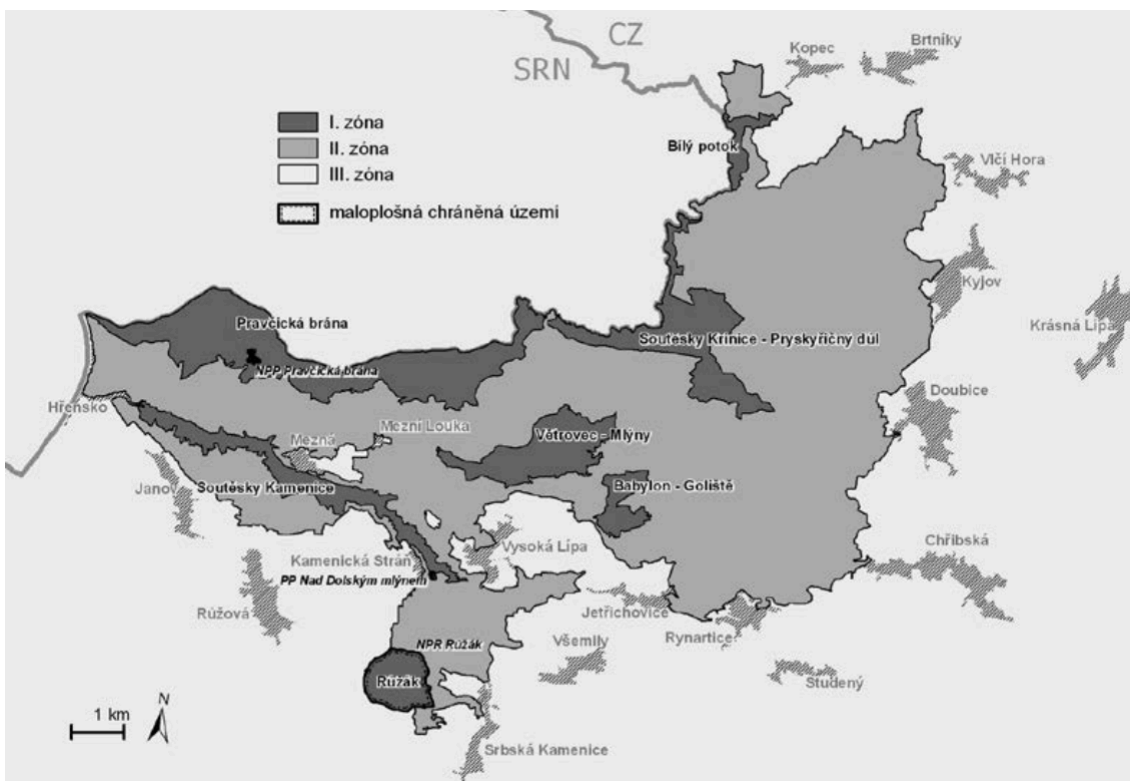 CZ
SRN
Kopec
Brtníky
I. zóna
II. zóna
III. zóna
maloplošná chráněná území
Bílý potok
Vlčí Hora
Kyjov
Krásná Lípa
Pravčická brána
Soutěsky Křinice - Pryskyřičný důl
NPP Pravčická brána
Doubice
Hřensko
Mezná
Mezní Louka
Větrovec - Mlýny
Janov
Soutěsky Kamenice
Babylon - Goliště
Vysoká Lípa
Kamenická Stráň
Chřibská
PP Nad Dolským mlýnem
Růžová
Jetřichovice
Rynartice
NPR Růžák
Všemily
Růžák
Studený
1 km
N
Srbská Kamenice